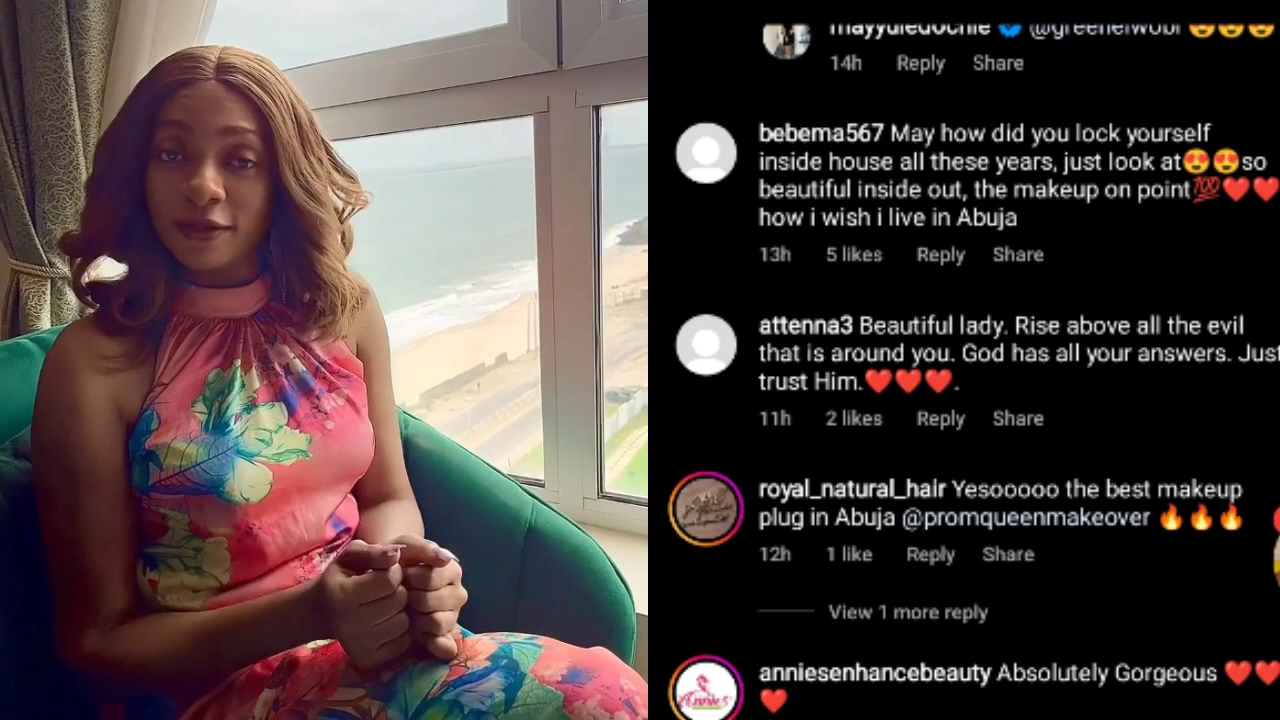 mayyuledochie @greenelwobi 😍😍😍
14h Reply Share
bebema567 May how did you lock yourself
inside house all these years, just look at😍😍so
beautiful inside out, the makeup on point💯❤️❤️
how i wish i live in Abuja
13h 5 likes Reply Share
attenna3 Beautiful lady. Rise above all the evil
that is around you. God has all your answers. Just
trust Him.❤️❤️❤️.
11h 2 likes Reply Share
royal_natural_hair Yesooooo the best makeup
plug in Abuja @promqueenmakeover 🔥🔥🔥
12h 1 like Reply Share
View 1 more reply
anniesenhancebeauty Absolutely Gorgeous ❤️❤️
❤️
Annie's